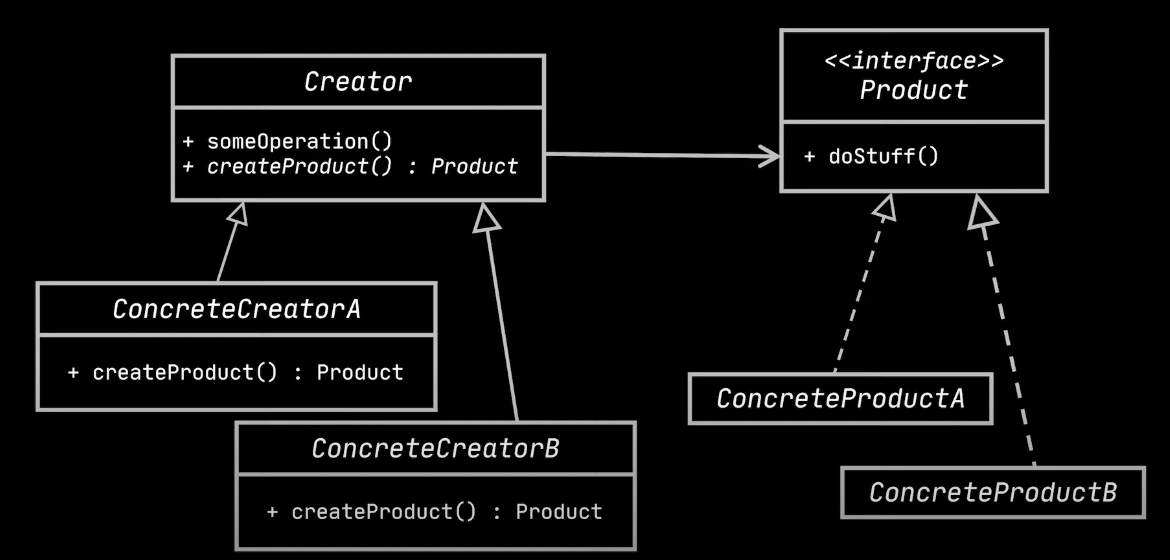 Creator
+ someOperation()
+ createProduct() : Product
<<interface>>
Product
+ doStuff()
ConcreteCreatorA
+ createProduct() : Product
ConcreteCreatorB
+ createProduct() : Product
ConcreteProductA
ConcreteProductB